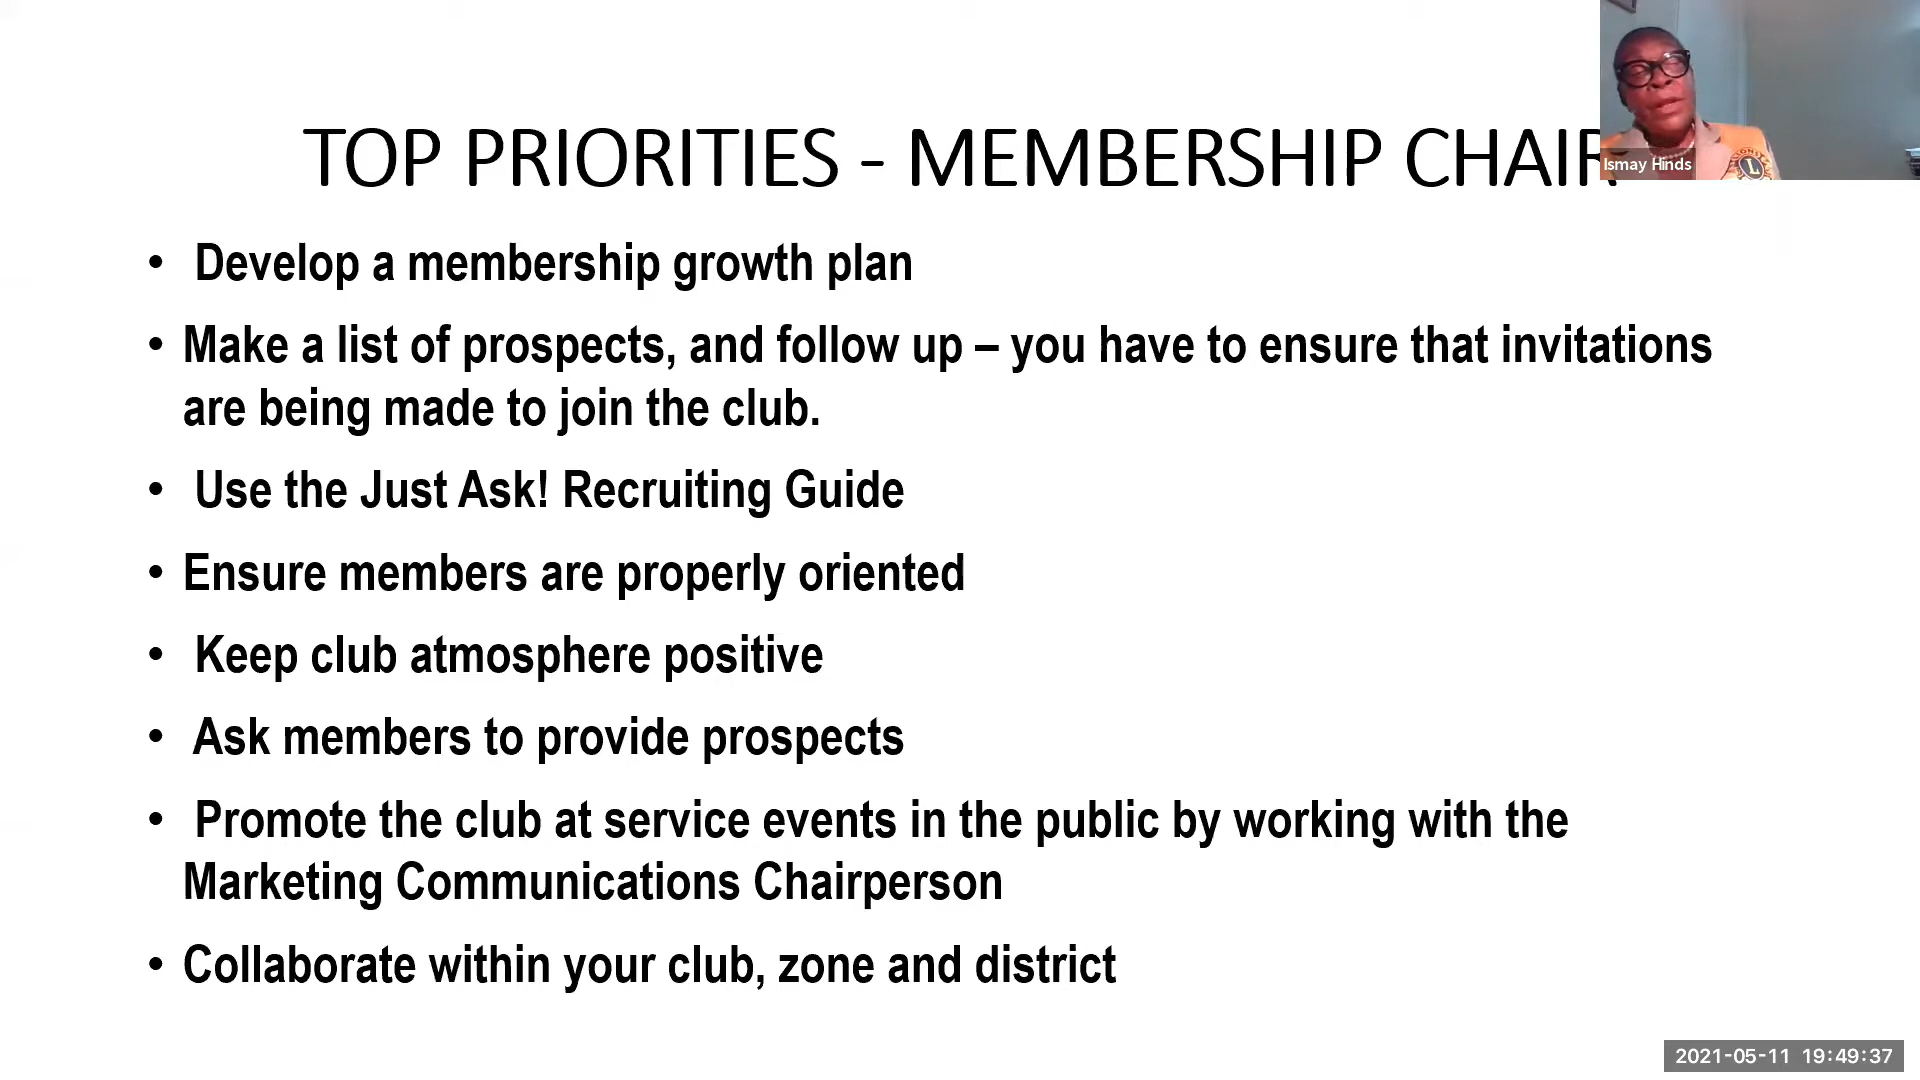 TOP PRIORITIES - MEMBERSHIP CHAIR
Ismay Hinds
L
• Develop a membership growth plan
• Make a list of prospects, and follow up – you have to ensure that invitations
are being made to join the club.
• Use the Just Ask! Recruiting Guide
• Ensure members are properly oriented
• Keep club atmosphere positive
• Ask members to provide prospects
• Promote the club at service events in the public by working with the
Marketing Communications Chairperson
• Collaborate within your club, zone and district
2021-05-11 19:49:37